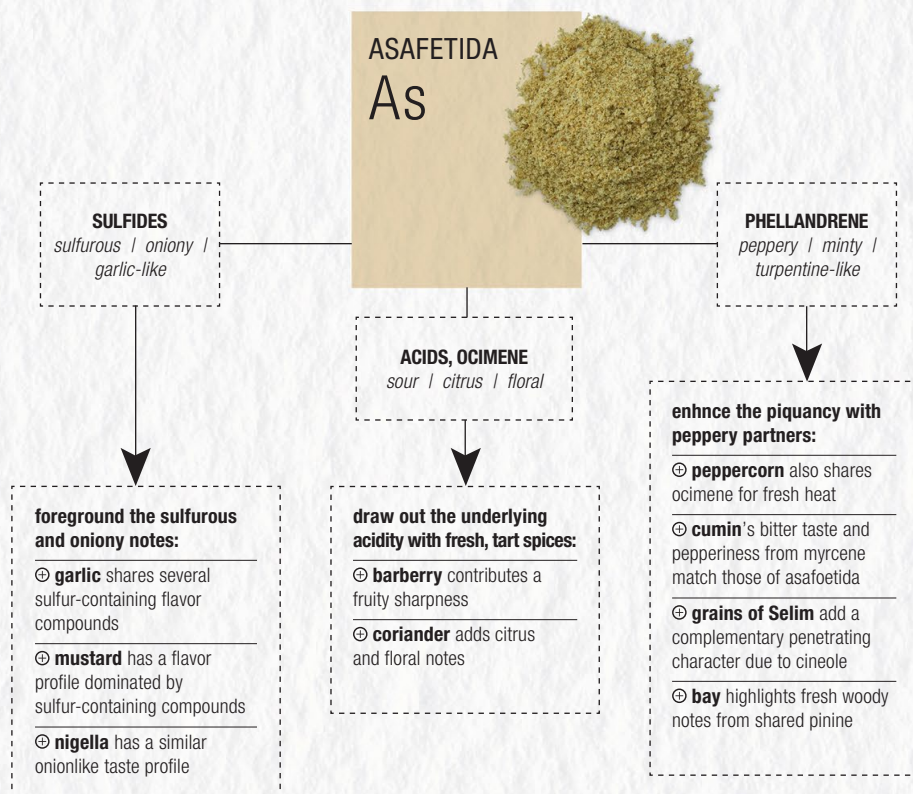 ASAFETIDA
As
SULFIDES
sulfurous / oniony /
garlic-like
ACIDS, OCIMENE
sour / citrus / floral
PHELLANDRENE
peppery / minty /
turpentine-like
foreground the sulfurous
and oniony notes:
⊕ garlic shares several
sulfur-containing flavor
compounds
⊕ mustard has a flavor
profile dominated by
sulfur-containing compounds
⊕ nigella has a similar
onionlike taste profile
draw out the underlying
acidity with fresh, tart spices:
⊕ barberry contributes a
fruity sharpness
⊕ coriander adds citrus
and floral notes
enhnce the piquancy with
peppery partners:
⊕ peppercorn also shares
ocimene for fresh heat
⊕ cumin's bitter taste and
pepperiness from myrcene
match those of asafoetida
⊕ grains of Selim add a
complementary penetrating
character due to cineole
⊕ bay highlights fresh woody
notes from shared pinine